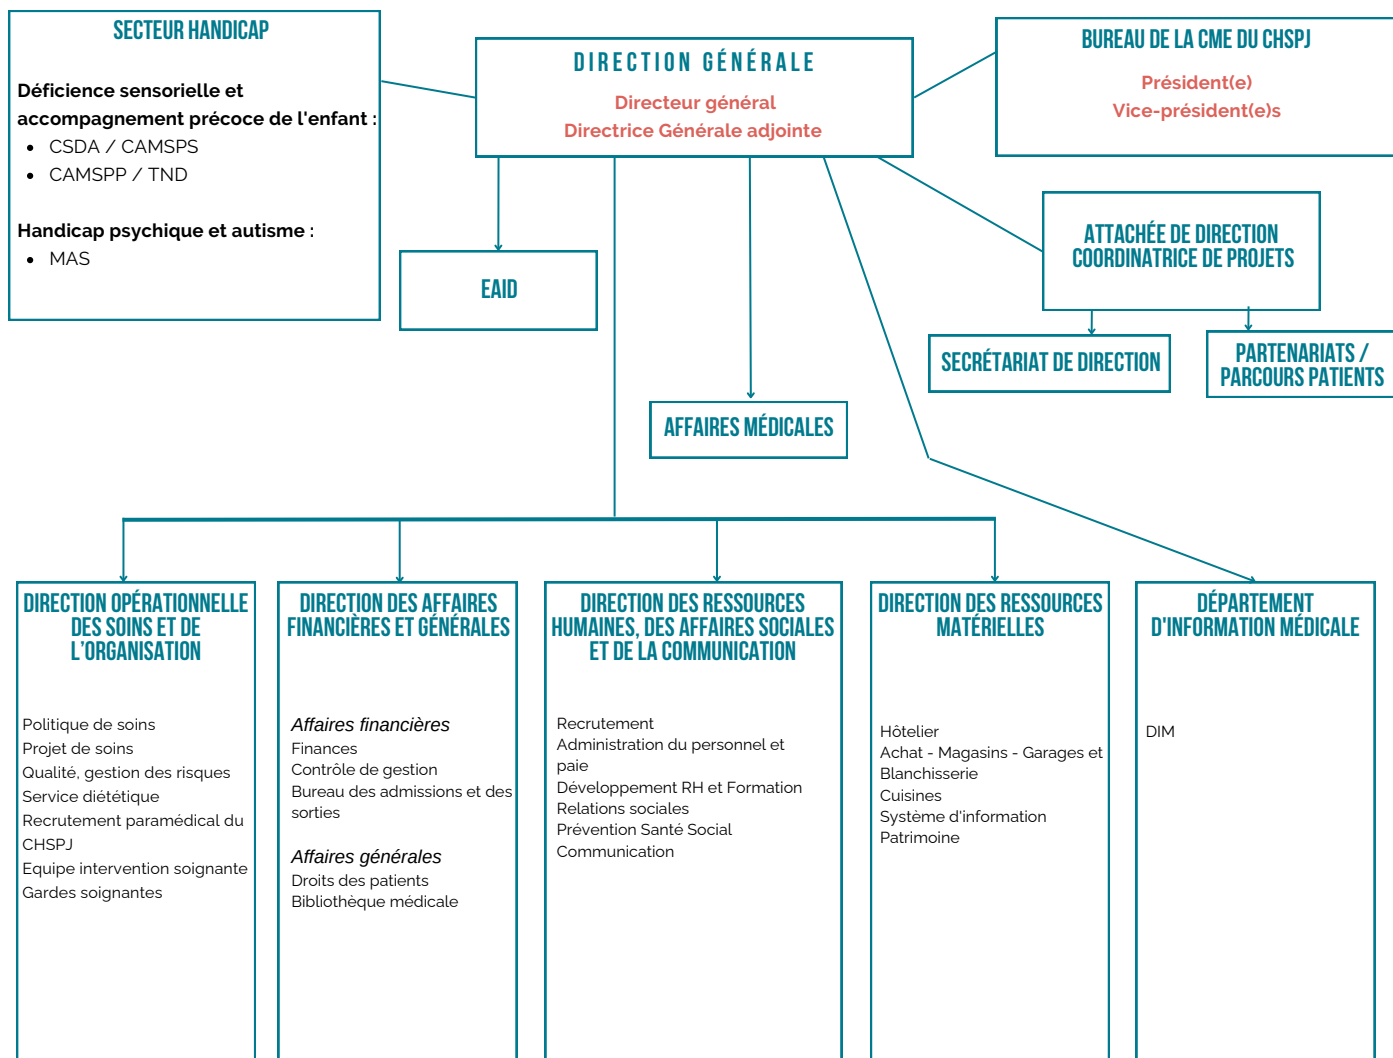 SECTEUR HANDICAP
Déficience sensorielle et
accompagnement précoce de l'enfant :
• CSDA / CAMSPS
• CAMSPP / TND
Handicap psychique et autisme :
• MAS
DIRECTION GÉNÉRALE
Directeur général
Directrice Générale adjointe
BUREAU DE LA CME DU CHSPJ
Président(e)
Vice-président(e)s
ATTACHÉE DE DIRECTION
COORDINATRICE DE PROJETS
EAID
SECRÉTARIAT DE DIRECTION
PARTENARIATS /
PARCOURS PATIENTS
AFFAIRES MÉDICALES
DIRECTION OPÉRATIONNELLE
DES SOINS ET DE
L'ORGANISATION
Politique de soins
Projet de soins
Qualité, gestion des risques
Service diététique
Recrutement paramédical du
CHSPJ
Equipe intervention soignante
Gardes soignantes
DIRECTION DES AFFAIRES
FINANCIÈRES ET GÉNÉRALES
Affaires financières
Finances
Contrôle de gestion
Bureau des admissions et des
sorties
Affaires générales
Droits des patients
Bibliothèque médicale
DIRECTION DES RESSOURCES
HUMAINES, DES AFFAIRES SOCIALES
ET DE LA COMMUNICATION
Recrutement
Administration du personnel et
paie
Développement RH et Formation
Relations sociales
Prévention Santé Social
Communication
DIRECTION DES RESSOURCES
MATÉRIELLES
Hôtelier
Achat - Magasins - Garages et
Blanchisserie
Cuisines
Système d'information
Patrimoine
DÉPARTEMENT
D'INFORMATION MÉDICALE
DIM